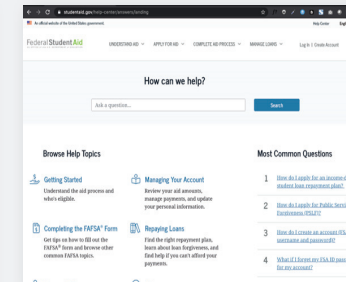 studentaid.gov/help-center/answers/landing
An official website of the United States government.
Help Center
Federal Student Aid
UNDERSTAND AID
APPLY FOR AID
COMPLETE AID PROCESS
MANAGE LOANS
Log In | Create Account
How can we help?
Ask a question...
Search
Browse Help Topics
Getting Started
Understand the aid process and
who's eligible.
Managing Your Account
Review your aid amounts,
manage payments, and update
your personal information.
Completing the FAFSA® Form
Get tips on how to fill out the
FAFSA® form and browse other
common FAFSA topics.
Repaying Loans
Find the right repayment plan,
learn about loan forgiveness, and
find help if you can't afford your
payments.
Most Common Questions
1 How do I apply for an income-d
student loan repayment plan?
2 How do I apply for Public Servi
Forgiveness (PSLF)?
3 How do I create an account (FS
username and password)?
4 What if I forget my FSA ID pass
for my account?